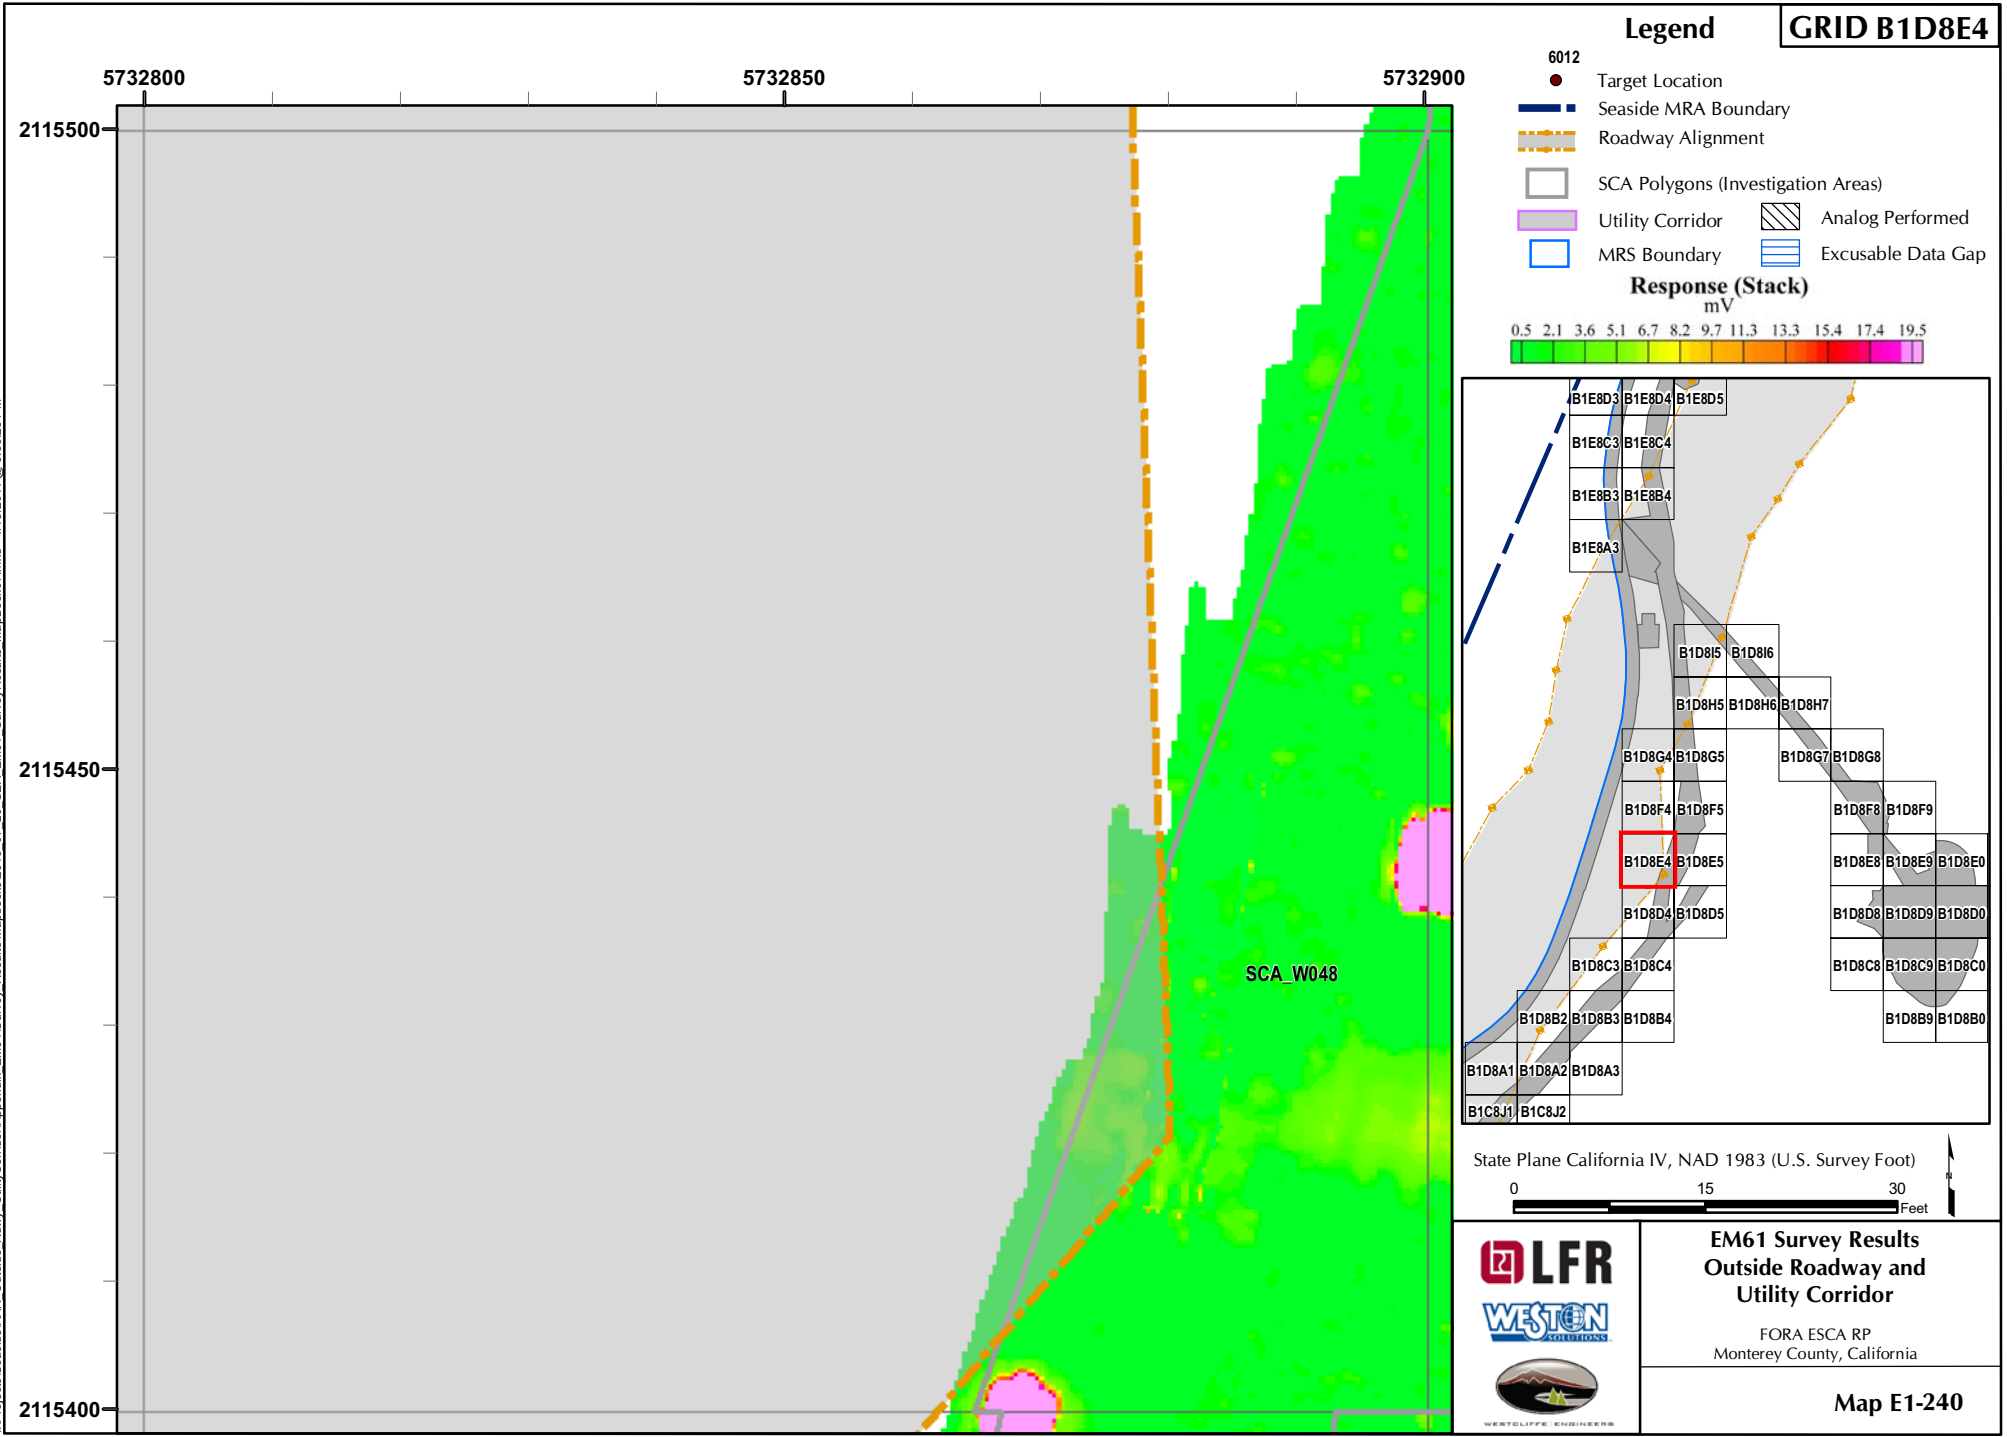 GRID B1D8E4
Legend
6012
Target Location
Seaside MRA Boundary
Roadway Alignment
SCA Polygons (Investigation Areas)
Utility Corridor
Analog Performed
MRS Boundary
Excusable Data Gap
Response (Stack)
mV
0.5 2.1 3.6 5.1 6.7 8.2 9.7 11.3 13.3 15.4 17.4 19.5
5732800 5732850 5732900
2115500
2115450
2115400
SCA_W048
B1E8D3 B1E8D4 B1E8D5
B1E8C3 B1E8C4
B1E8B3 B1E8B4
B1E8A3
B1D8I5 B1D8I6
B1D8H5 B1D8H6 B1D8H7
B1D8G4 B1D8G5 B1D8G7 B1D8G8
B1D8F4 B1D8F5 B1D8F8 B1D8F9
B1D8E4 B1D8E5 B1D8E8 B1D8E9 B1D8E0
B1D8D4 B1D8D5 B1D8D8 B1D8D9 B1D8D0
B1D8C3 B1D8C4 B1D8C8 B1D8C9 B1D8C0
B1D8B2 B1D8B3 B1D8B4 B1D8B9 B1D8B0
B1D8A1 B1D8A2 B1D8A3
B1C8J1 B1C8J2
State Plane California IV, NAD 1983 (U.S. Survey Foot)
0 15 30
Feet
N
LFR
WESTON
SOLUTIONS
WESTCLIFFE ENGINEERS
EM61 Survey Results
Outside Roadway and
Utility Corridor
FORA ESCA RP
Monterey County, California
Map E1-240